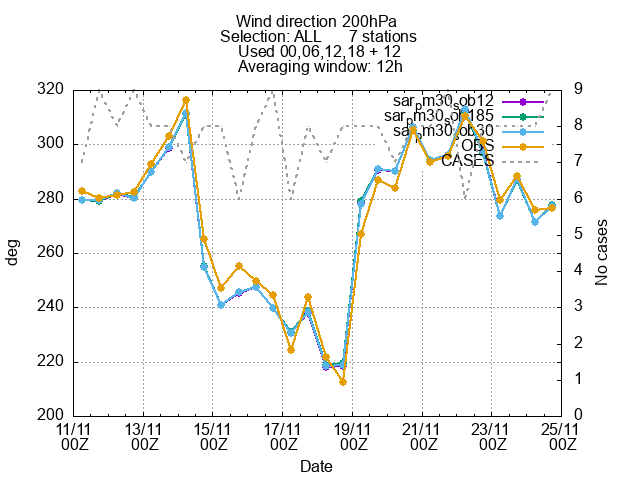 Wind direction 200hPa
Selection: ALL 7 stations
Used 00,06,12,18 + 12
Averaging window: 12h
sar_pm30_sob12
sar_pm30_sob185
sar_pm30_sob30
OBS
CASES
320
300
280
260
240
220
200
deg
9
8
7
6
5
4
3
2
1
0
No cases
11/11 13/11 15/11 17/11 19/11 21/11 23/11 25/11
00Z 00Z 00Z 00Z 00Z 00Z 00Z 00Z
Date